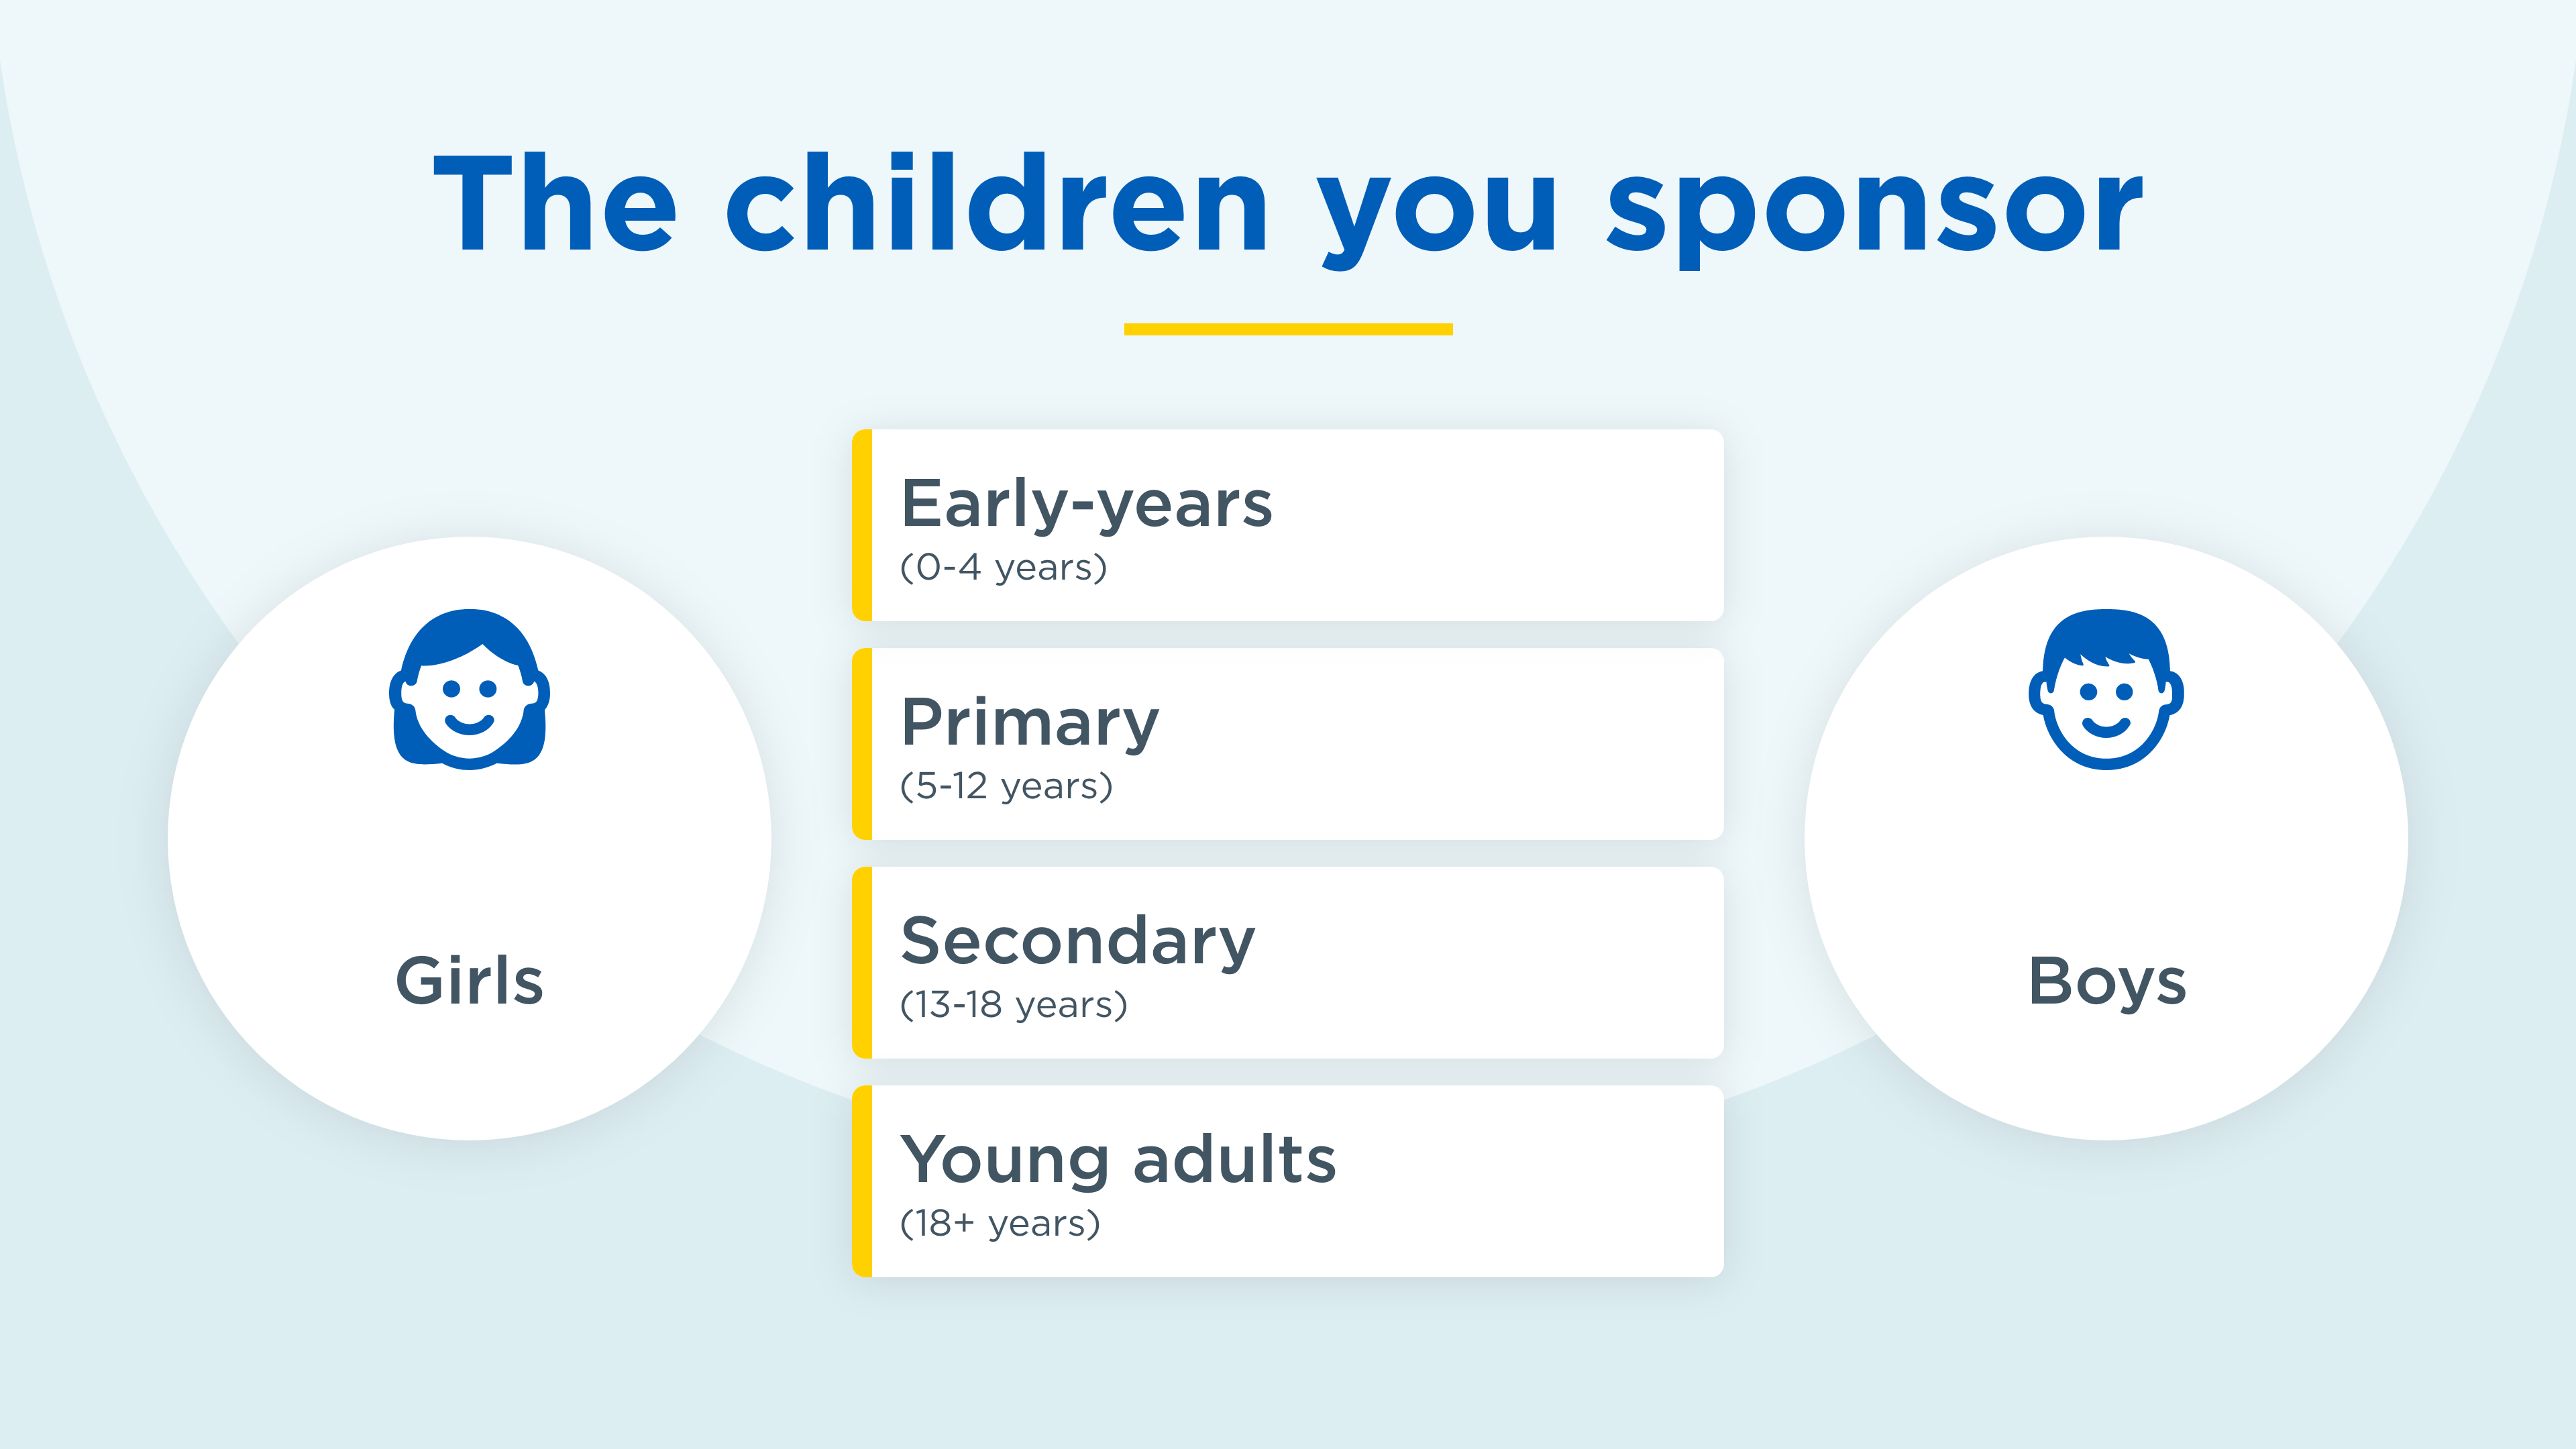 The children you sponsor
Girls
Early-years
(0-4 years)
Primary
(5-12 years)
Secondary
(13-18 years)
Young adults
(18+ years)
Boys